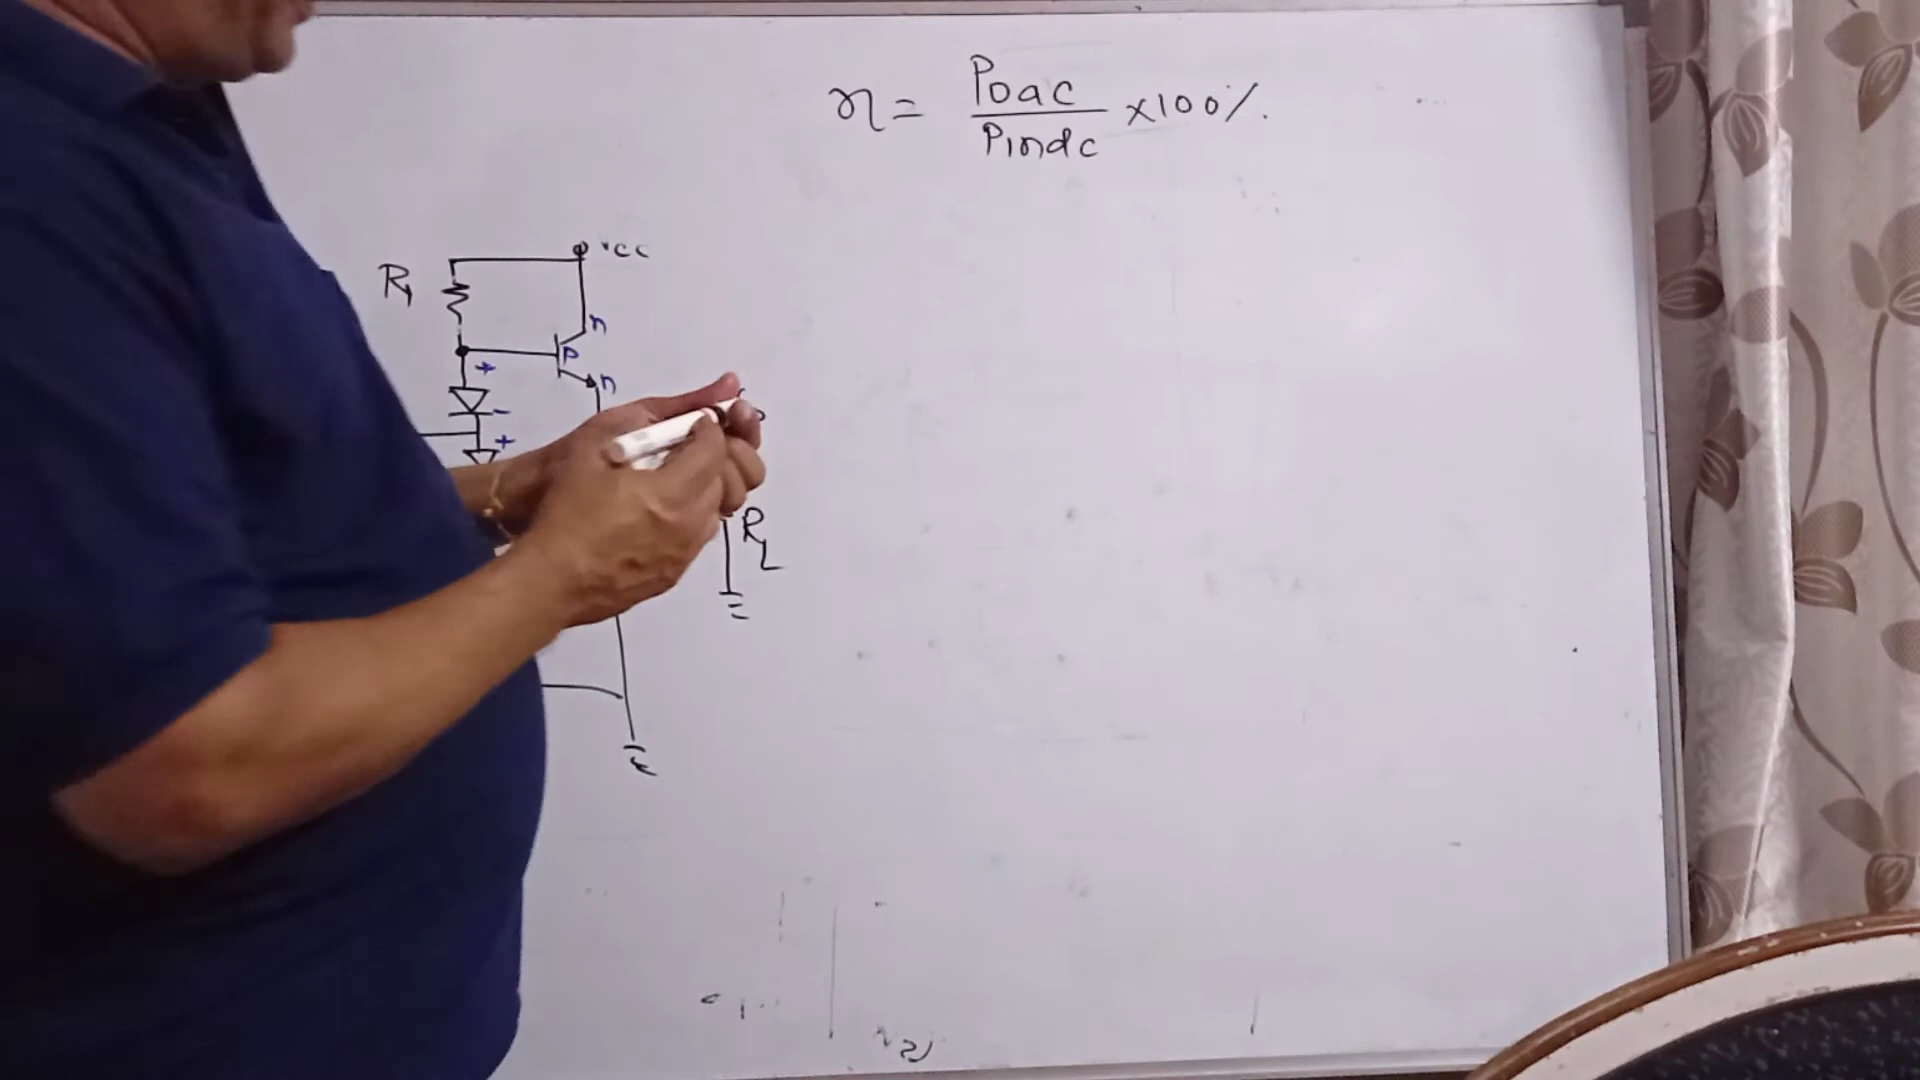 η = Poac / Pindc ×100%.
VCC
R1
n
P
n
+
-
+
RL